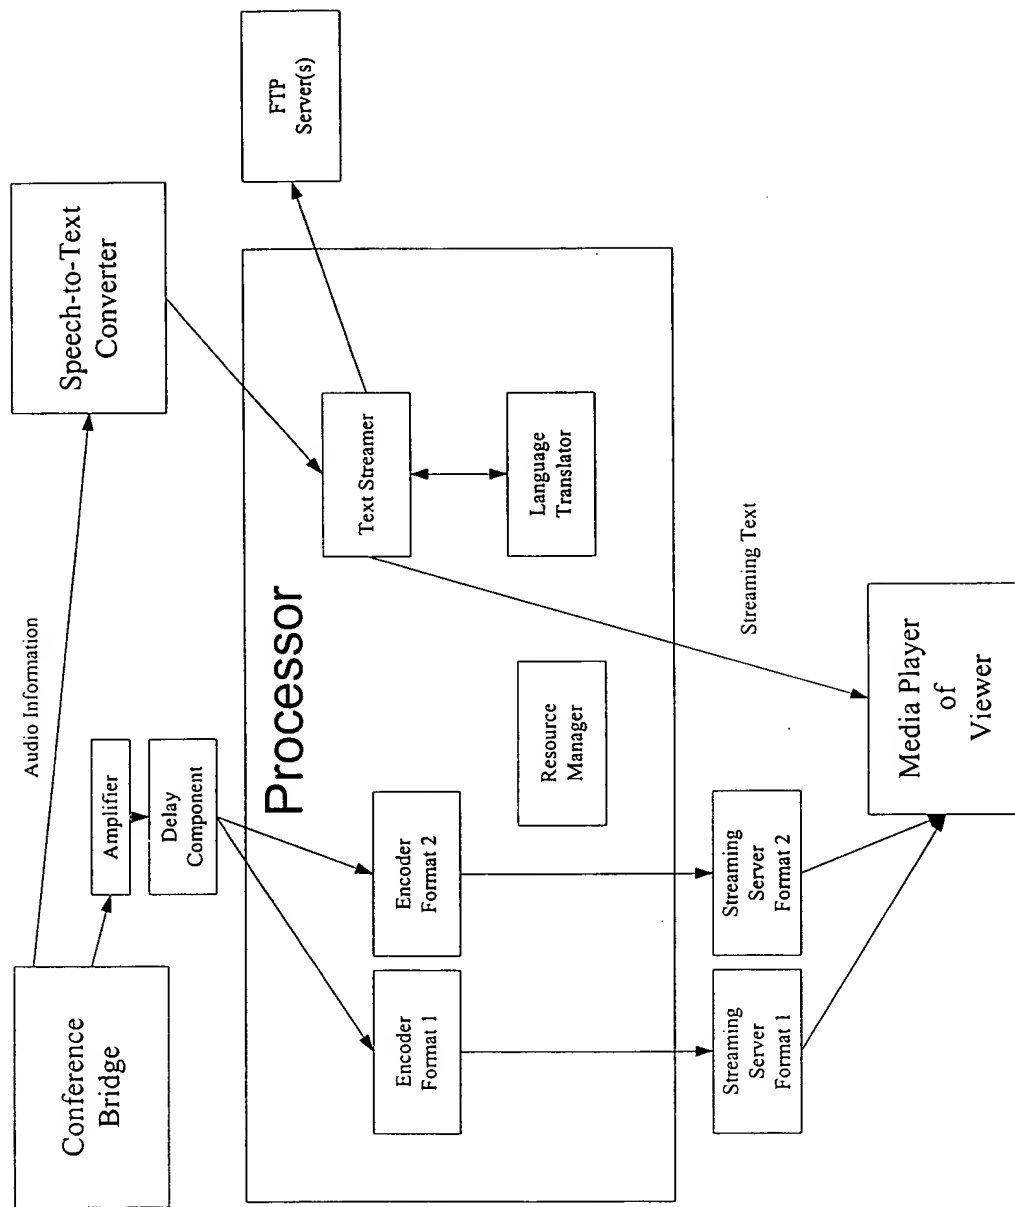 Conference
Bridge
Audio Information
Speech-to-Text
Converter
Amplifier
Delay
Component
FTP
Server(s)
Processor
Encoder
Format 1
Encoder
Format 2
Resource
Manager
Text Streamer
Language
Translator
Streaming
Server
Format 1
Streaming
Server
Format 2
Streaming Text
Media Player
of
Viewer